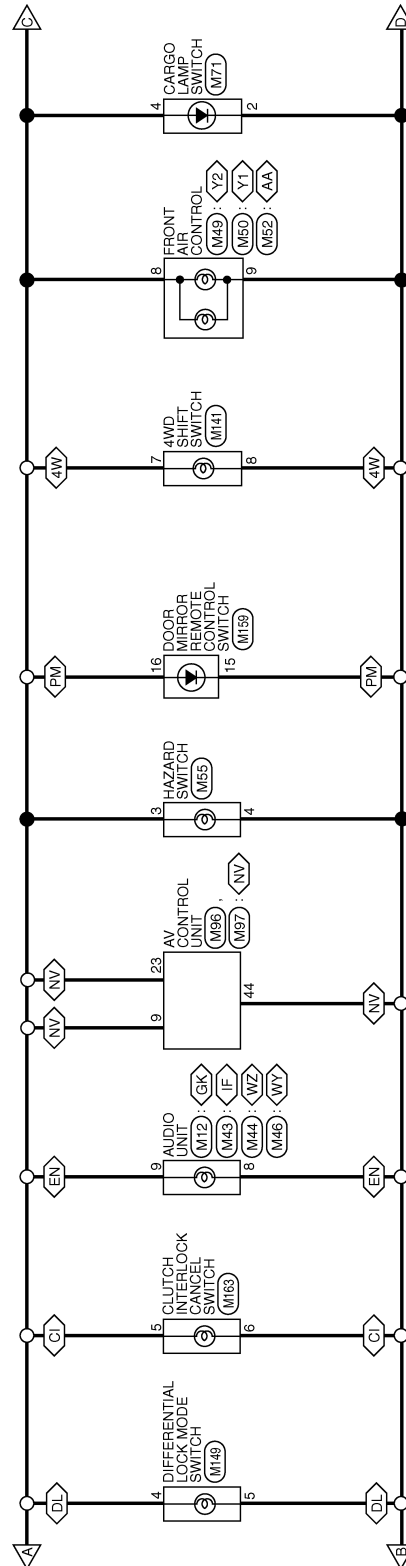 A
C
DL
CI
EN
NV
NV
PM
4W
4
DIFFERENTIAL
LOCK MODE
SWITCH
M149
5
5
CLUTCH
INTERLOCK
CANCEL
SWITCH
M163
6
9
AUDIO
UNIT
M12 : GK
M43 : IF
M44 : WZ
M46 : WY
8
9
23
AV
CONTROL
UNIT
M96 ,
M97 : NV
44
3
HAZARD
SWITCH
M55
4
16
DOOR
MIRROR
REMOTE
CONTROL
SWITCH
M159
15
7
4WD
SHIFT
SWITCH
M141
8
8
FRONT
AIR
CONTROL
M49 : Y2
M50 : Y1
M52 : AA
9
4
CARGO
LAMP
SWITCH
M71
2
DL
CI
EN
NV
PM
4W
B
D